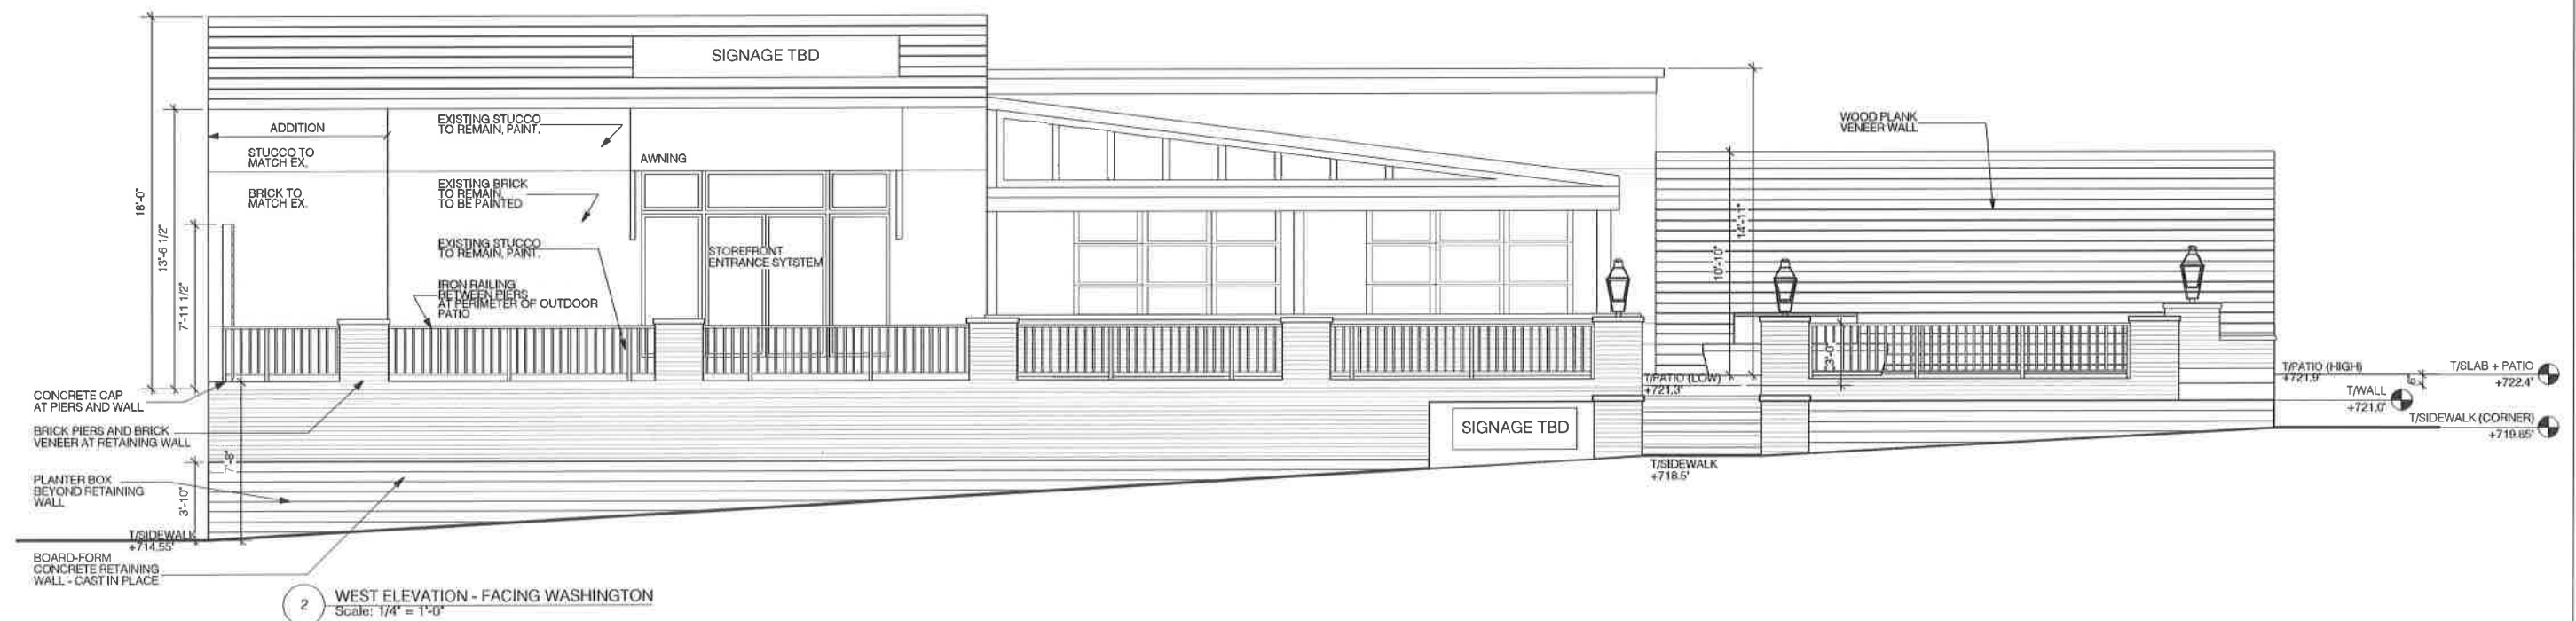 SIGNAGE TBD
ADDITION
STUCCO TO
MATCH EX.
BRICK TO
MATCH EX.
EXISTING STUCCO
TO REMAIN, PAINT.
EXISTING BRICK
TO REMAIN,
TO BE PAINTED
EXISTING STUCCO
TO REMAIN, PAINT.
IRON RAILING
BETWEEN PIERS
AT PERIMETER OF OUTDOOR
PATIO
AWNING
STOREFRONT
ENTRANCE SYTSTEM
WOOD PLANK
VENEER WALL
18'-0"
13'-6 1/2"
7'-11 1/2"
14'-11"
10'-10"
3'-0"
CONCRETE CAP
AT PIERS AND WALL
BRICK PIERS AND BRICK
VENEER AT RETAINING WALL
PLANTER BOX
BEYOND RETAINING
WALL
7'-8"
3'-10"
T/SIDEWALK
+714.55'
BOARD-FORM
CONCRETE RETAINING
WALL - CAST IN PLACE
SIGNAGE TBD
T/PATIO (LOW)
+721.3'
T/SIDEWALK
+718.5'
T/PATIO (HIGH)
+721.9'
6"
T/SLAB + PATIO
+722.4'
T/WALL
+721.0'
T/SIDEWALK (CORNER)
+719.85'
2
WEST ELEVATION - FACING WASHINGTON
Scale: 1/4" = 1'-0"